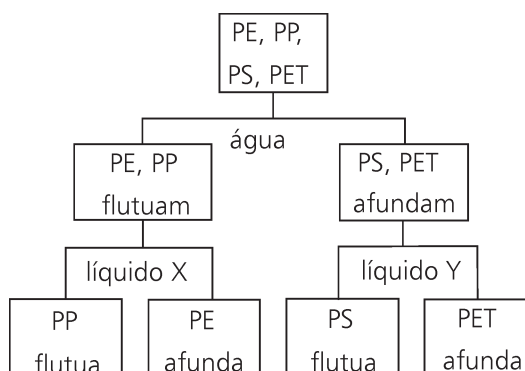 PE, PP,
PS, PET
água
PE, PP
flutuam
PS, PET
afundam
líquido X
líquido Y
PP
flutua
PE
afunda
PS
flutua
PET
afunda